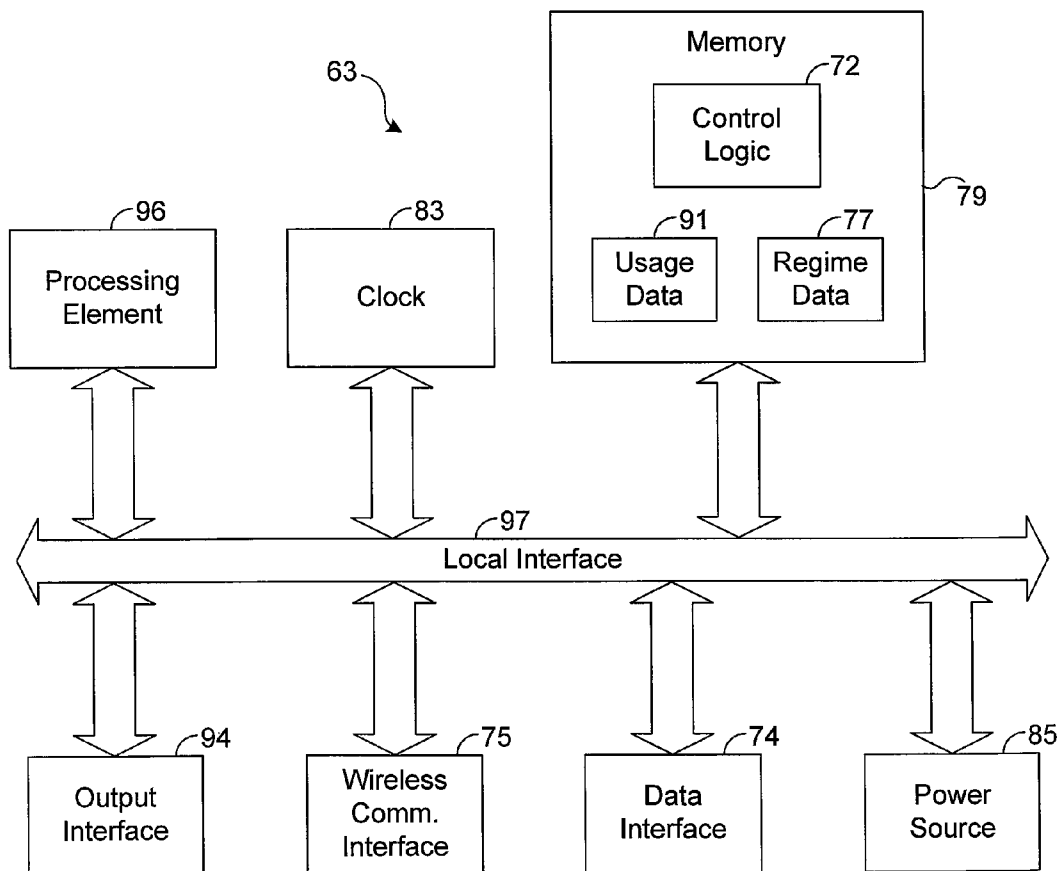 Memory
72
63
Control
Logic
79
96
83
91
77
Processing
Element
Clock
Usage
Data
Regime
Data
97
Local Interface
94
75
74
85
Output
Interface
Wireless
Comm.
Interface
Data
Interface
Power
Source